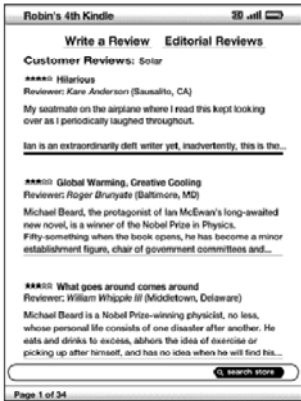 Robin's 4th Kindle 3G
Write a Review Editorial Reviews
Customer Reviews: Solar
★★★★☆ Hilarious
Reviewer: Kare Anderson (Sausalito, CA)
My seatmate on the airplane where I read this kept looking
over as I periodically laughed throughout.
Ian is an extraordinarily deft writer yet, inadvertently, this is the...
★★★☆☆ Global Warming, Creative Cooling
Reviewer: Roger Brunyate (Baltimore, MD)
Michael Beard, the protagonist of Ian McEwan's long-awaited
new novel, is a winner of the Nobel Prize in Physics.
Fifty-something when the book opens, he has become a minor
establishment figure, chair of government committees and...
★★★☆☆ What goes around comes around
Reviewer: William Whipple III (Middletown, Delaware)
Michael Beard is a Nobel Prize-winning physicist, no less,
whose personal life consists of one disaster after another. He
eats and drinks to excess, abhors the idea of exercise or
picking up after himself, and has no idea when he will find his...
search store
Page 1 of 34